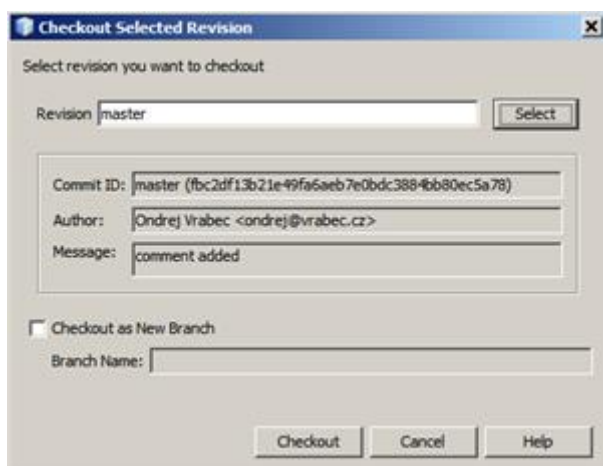 Checkout Selected Revision
Select revision you want to checkout
Revision master Select
Commit ID: master (fbc2df13b21e49fa6aeb7e0bdc3884bb80ec5a78)
Author: Ondrej Vrabec <ondrej@vrabec.cz>
Message: comment added
Checkout as New Branch
Branch Name:
Checkout Cancel Help